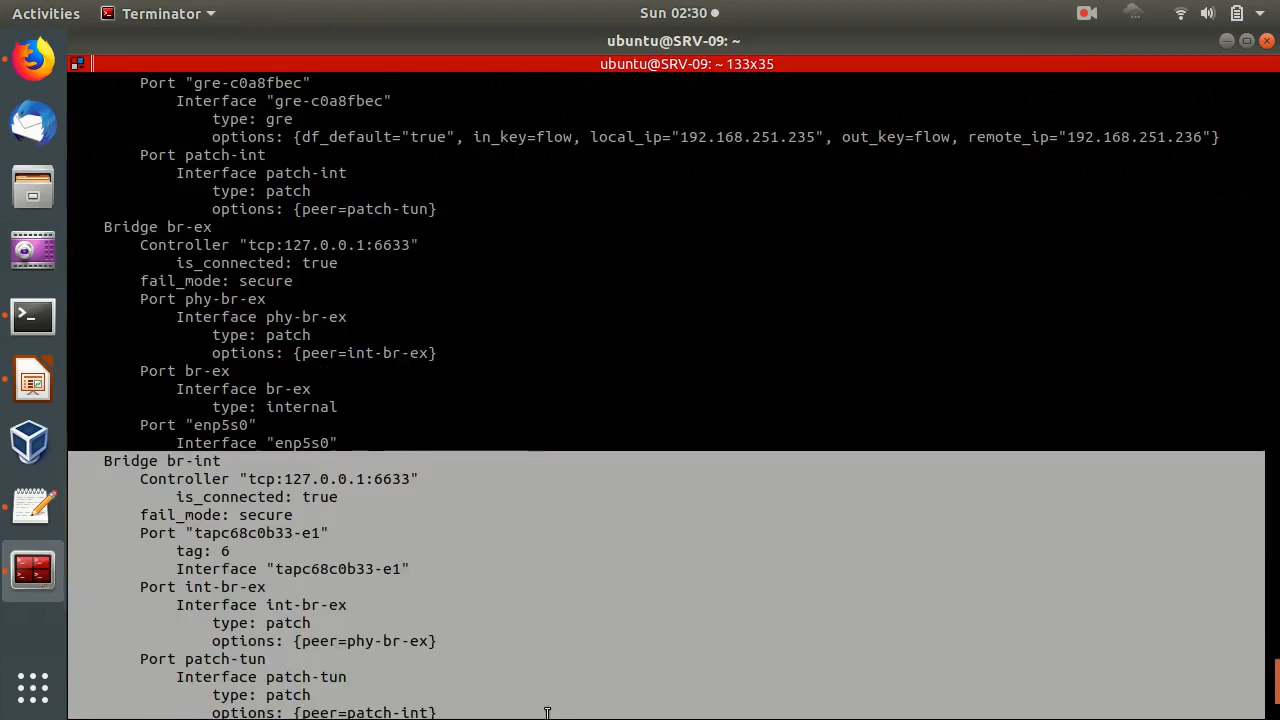 Activities
Terminator
Sun 02:30
ubuntu@SRV-09: ~
ubuntu@SRV-09: ~ 133x35
Port "gre-c0a8fbec"
Interface "gre-c0a8fbec"
type: gre
options: {df_default="true", in_key=flow, local_ip="192.168.251.235", out_key=flow, remote_ip="192.168.251.236"}
Port patch-int
Interface patch-int
type: patch
options: {peer=patch-tun}
Bridge br-ex
Controller "tcp:127.0.0.1:6633"
is_connected: true
fail_mode: secure
Port phy-br-ex
Interface phy-br-ex
type: patch
options: {peer=int-br-ex}
Port br-ex
Interface br-ex
type: internal
Port "enp5s0"
Interface "enp5s0"
Bridge br-int
Controller "tcp:127.0.0.1:6633"
is_connected: true
fail_mode: secure
Port "tapc68c0b33-e1"
tag: 6
Interface "tapc68c0b33-e1"
Port int-br-ex
Interface int-br-ex
type: patch
options: {peer=phy-br-ex}
Port patch-tun
Interface patch-tun
type: patch
options: {peer=patch-int}